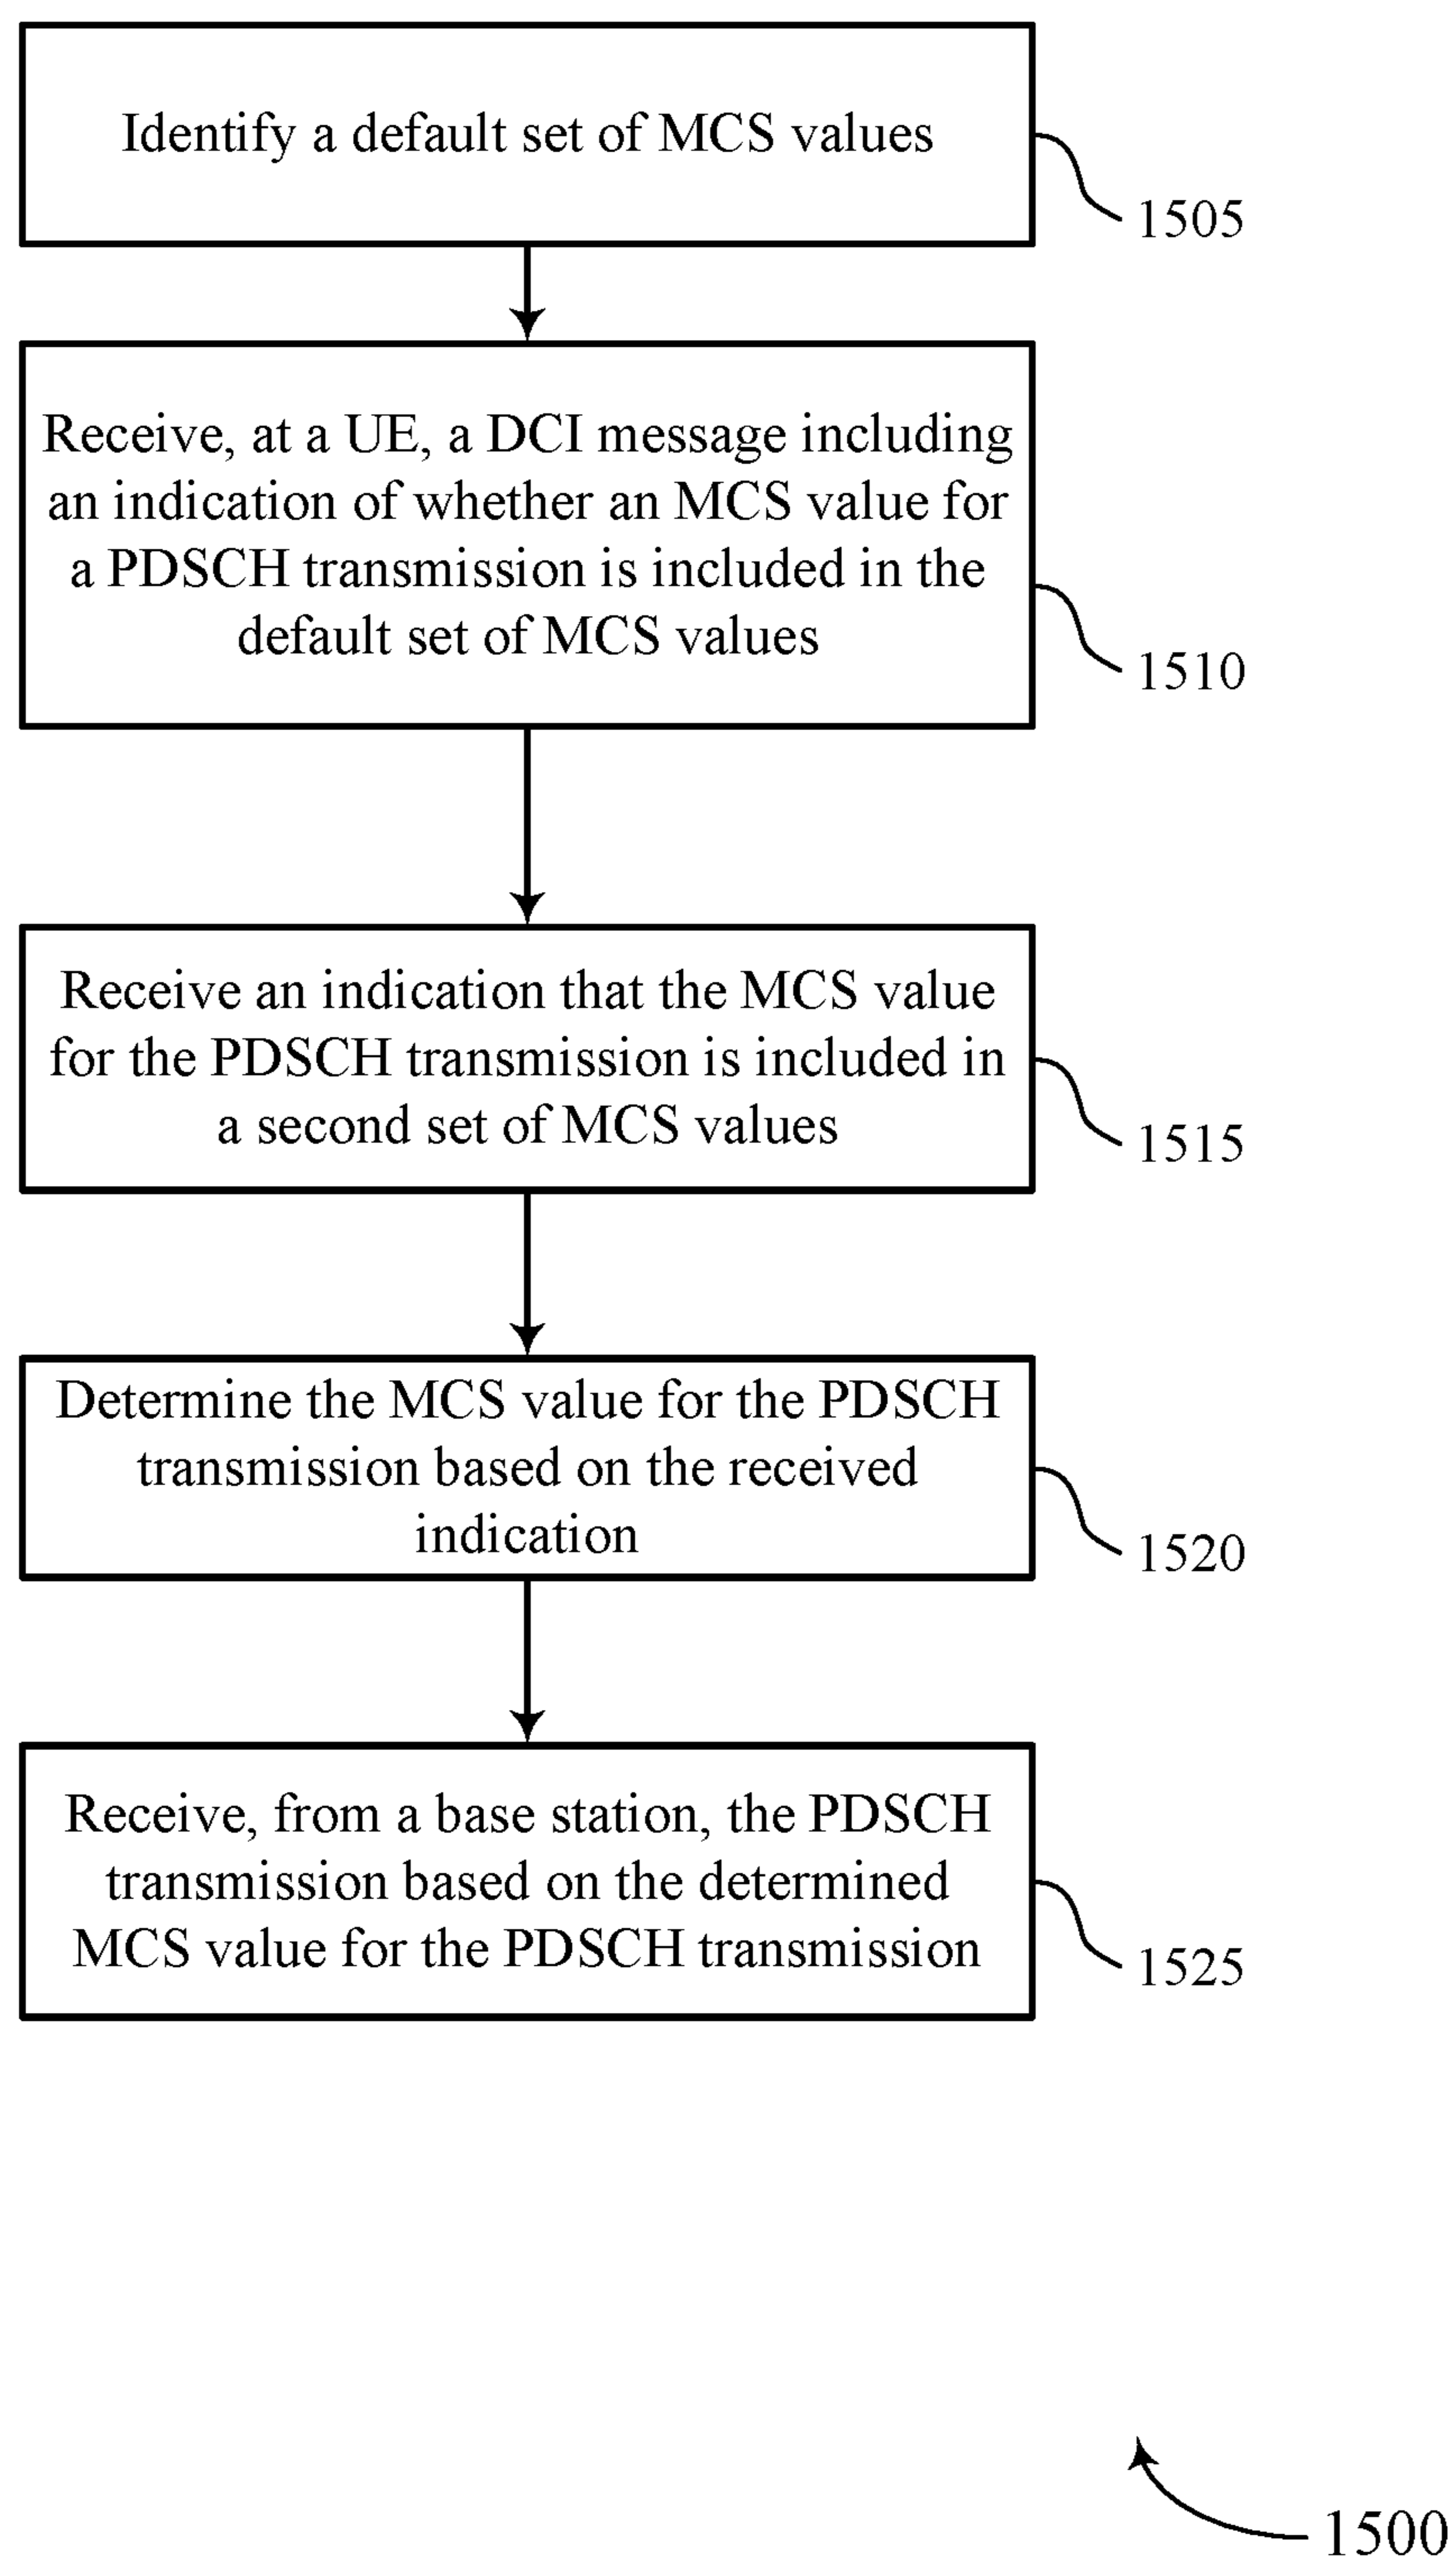 Identify a default set of MCS values
1505
Receive, at a UE, a DCI message including
an indication of whether an MCS value for
a PDSCH transmission is included in the
default set of MCS values
1510
Receive an indication that the MCS value
for the PDSCH transmission is included in
a second set of MCS values
1515
Determine the MCS value for the PDSCH
transmission based on the received
indication
1520
Receive, from a base station, the PDSCH
transmission based on the determined
MCS value for the PDSCH transmission
1525
1500